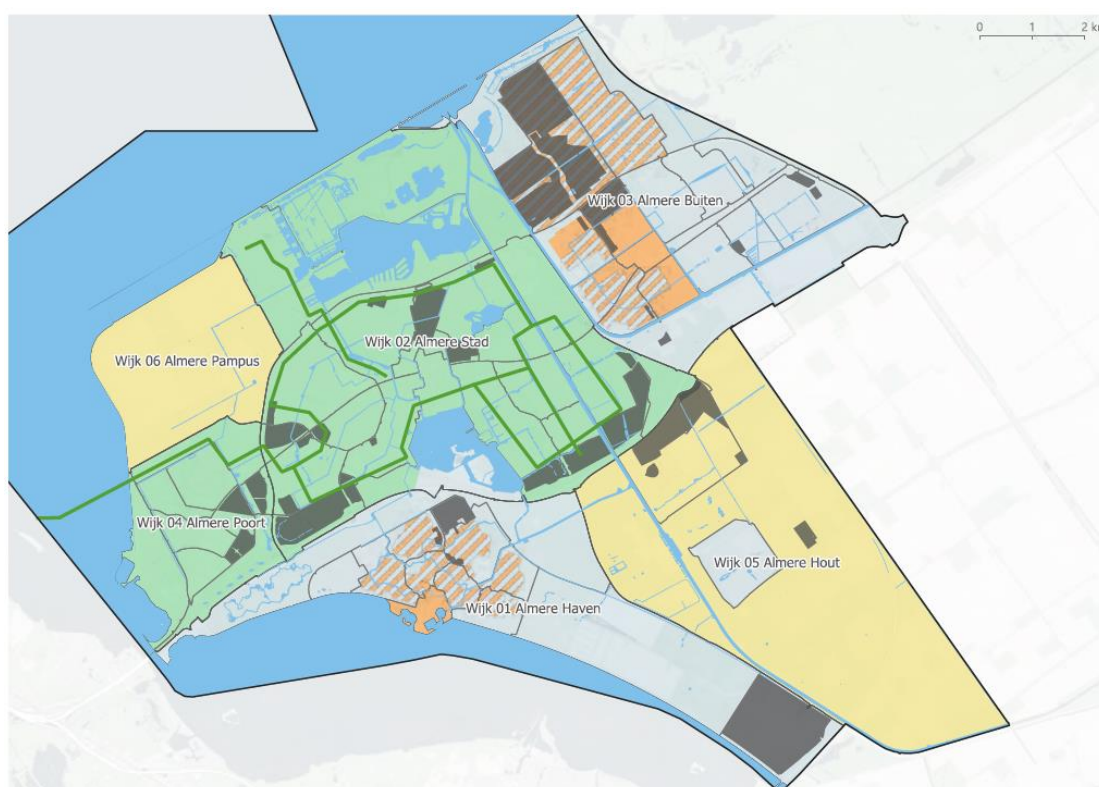 0 1 2 km
Wijk 03 Almere Buiten
Wijk 02 Almere Stad
Wijk 06 Almere Pampus
Wijk 04 Almere Poort
Wijk 05 Almere Hout
Wijk 01 Almere Haven